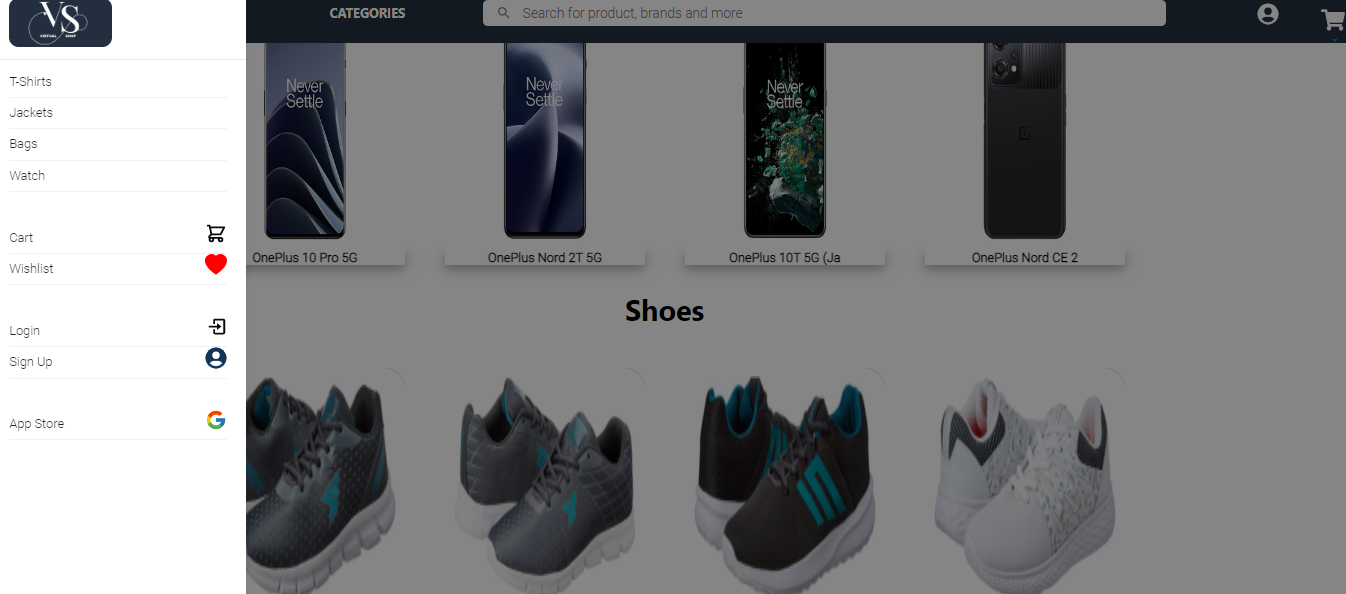 VS
VIRTUAL SHOP
CATEGORIES
Search for product, brands and more
T-Shirts
Jackets
Bags
Watch
Cart
Wishlist
Login
Sign Up
App Store
Never
Settle
Never
Settle
Never
Settle
OnePlus 10 Pro 5G
OnePlus Nord 2T 5G
OnePlus 10T 5G (Ja
OnePlus Nord CE 2
Shoes